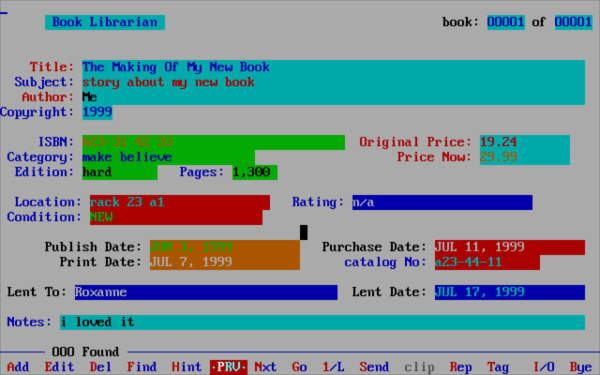 Book Librarian book: 00001 of 00001
Title: The Making Of My New Book
Subject: story about my new book
Author: Me
Copyright: 1999
ISBN: Original Price: 19.24
Category: make believe Price Now: 29.99
Edition: hard Pages: 1,300
Location: rack 23 a1 Rating: n/a
Condition: NEW
Publish Date: JUN 3, 1999 Purchase Date: JUL 11, 1999
Print Date: JUL 7, 1999 catalog No: a23-44-11
Lent To: Roxanne Lent Date: JUL 17, 1999
Notes: i loved it
000 Found
Add Edit Del Find Hint ·PRV· Nxt Go 1/L Send clip Rep Tag I/O Bye